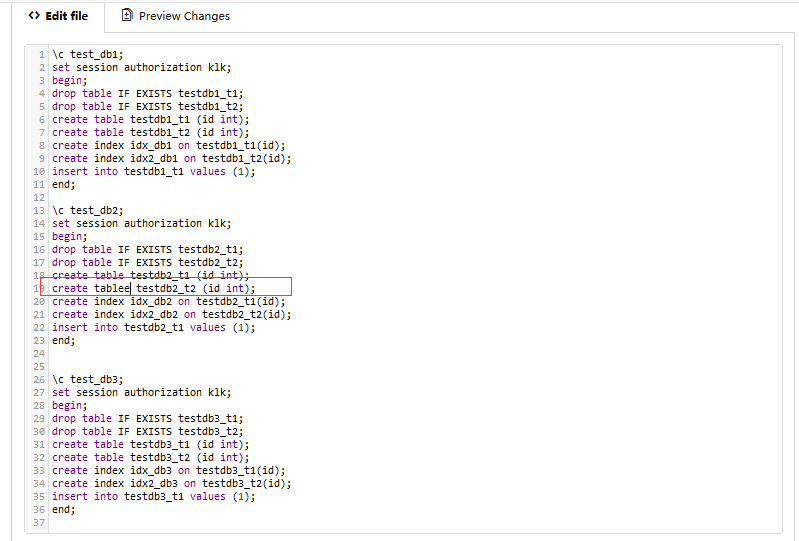 <> Edit file
Preview Changes
1 \c test_db1;
2 set session authorization klk;
3 begin;
4 drop table IF EXISTS testdb1_t1;
5 drop table IF EXISTS testdb1_t2;
6 create table testdb1_t1 (id int);
7 create table testdb1_t2 (id int);
8 create index idx_db1 on testdb1_t1(id);
9 create index idx2_db1 on testdb1_t2(id);
10 insert into testdb1_t1 values (1);
11 end;
12
13 \c test_db2;
14 set session authorization klk;
15 begin;
16 drop table IF EXISTS testdb2_t1;
17 drop table IF EXISTS testdb2_t2;
18 create table testdb2_t1 (id int);
19 create tablee testdb2_t2 (id int);
20 create index idx_db2 on testdb2_t1(id);
21 create index idx2_db2 on testdb2_t2(id);
22 insert into testdb2_t1 values (1);
23 end;
24
25
26 \c test_db3;
27 set session authorization klk;
28 begin;
29 drop table IF EXISTS testdb3_t1;
30 drop table IF EXISTS testdb3_t2;
31 create table testdb3_t1 (id int);
32 create table testdb3_t2 (id int);
33 create index idx_db3 on testdb3_t1(id);
34 create index idx2_db3 on testdb3_t2(id);
35 insert into testdb3_t1 values (1);
36 end;
37